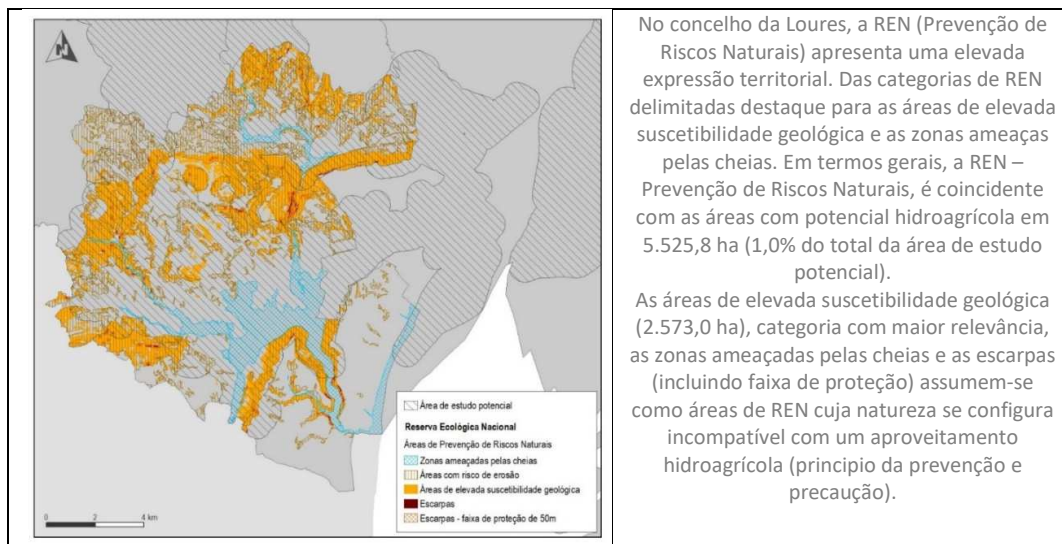 N
Área de estudo potencial
Reserva Ecológica Nacional
Áreas de Prevenção de Riscos Naturais
Zonas ameaçadas pelas cheias
Áreas com risco de erosão
Áreas de elevada suscetibilidade geológica
Escarpas
Escarpas - faixa de proteção de 50m
0 2 4 km
No concelho da Loures, a REN (Prevenção de
Riscos Naturais) apresenta uma elevada
expressão territorial. Das categorias de REN
delimitadas destaque para as áreas de elevada
suscetibilidade geológica e as zonas ameaças
pelas cheias. Em termos gerais, a REN –
Prevenção de Riscos Naturais, é coincidente
com as áreas com potencial hidroagrícola em
5.525,8 ha (1,0% do total da área de estudo
potencial).
As áreas de elevada suscetibilidade geológica
(2.573,0 ha), categoria com maior relevância,
as zonas ameaçadas pelas cheias e as escarpas
(incluindo faixa de proteção) assumem-se
como áreas de REN cuja natureza se configura
incompatível com um aproveitamento
hidroagrícola (principio da prevenção e
precaução).